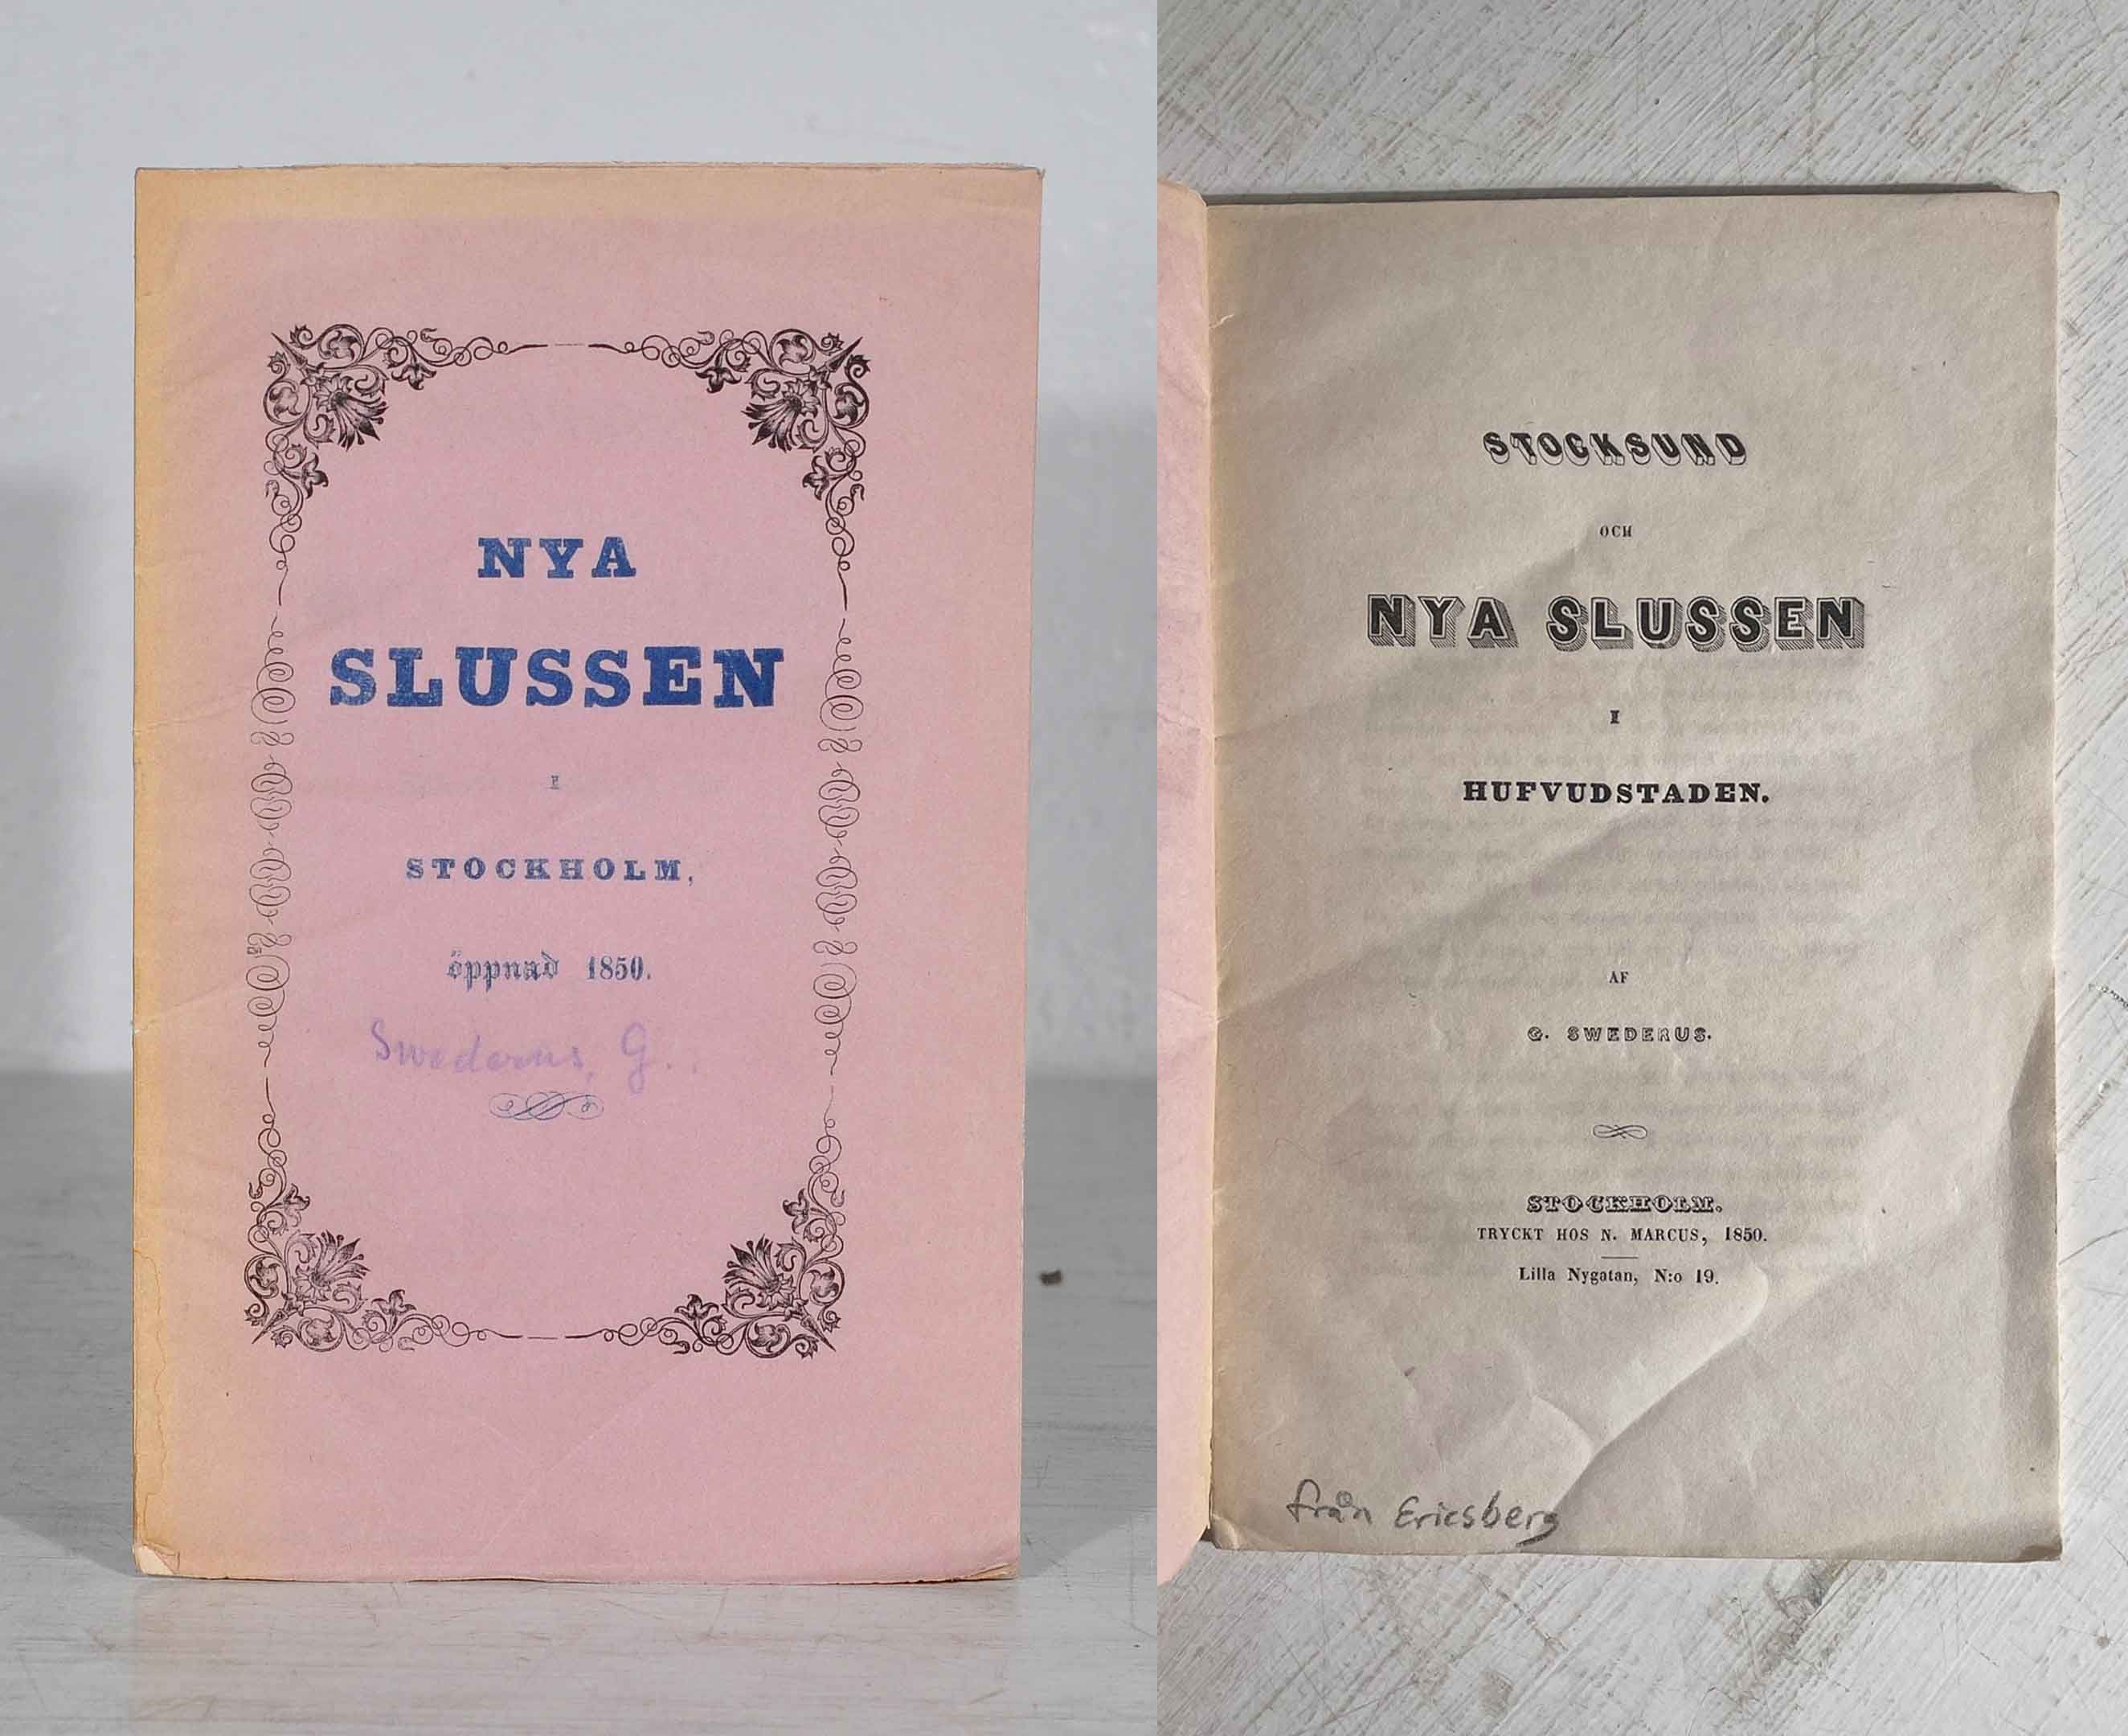 NYA
SLUSSEN
I
STOCKHOLM,
öppnad 1850.
Swederus, G.
STOCKSUND
OCH
NYA SLUSSEN
I
HUFVUDSTADEN.
AF
G. SWEDERUS.
STOCKHOLM.
TRYCKT HOS N. MARCUS, 1850.
Lilla Nygatan, N:o 19.
från Ericsberg